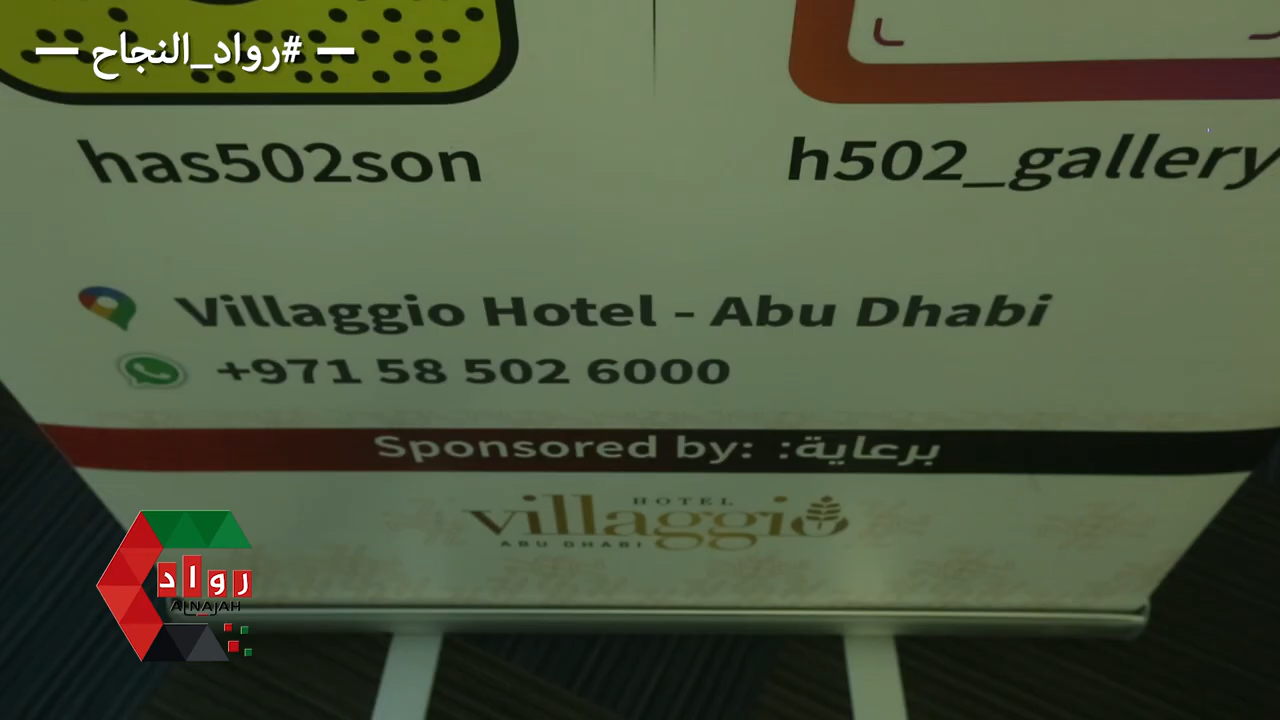 #رواد_النجاح
has502son
h502_gallery
Villaggio Hotel - Abu Dhabi
+971 58 502 6000
Sponsored by: برعاية:
HOTEL
villaggio
ABU DHABI
رواد
ALNAJAH